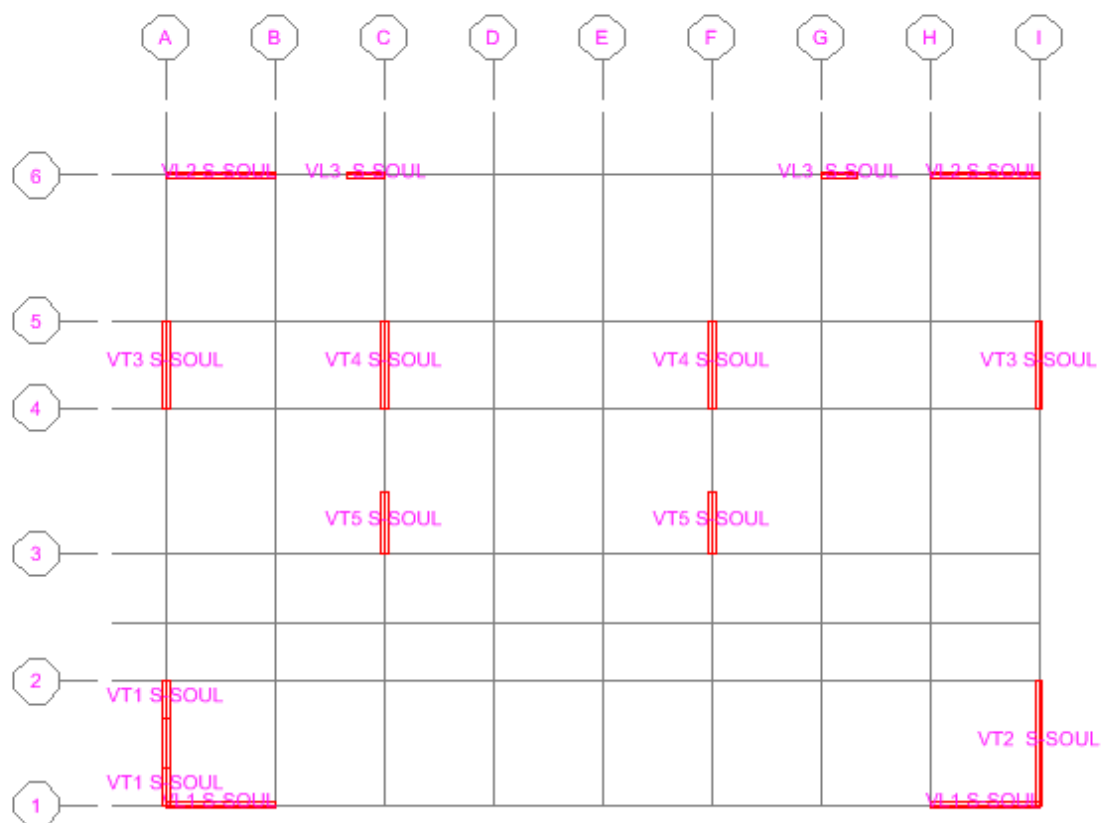 A B C D E F G H I
6 VL2 S-SOUL VL3 S-SOUL VL3 S-SOUL VL2 S-SOUL
5
VT3 S-SOUL VT4 S-SOUL VT4 S-SOUL VT3 S-SOUL
4
VT5 S-SOUL VT5 S-SOUL
3
2
VT1 S-SOUL
VT2 S-SOUL
VT1 S-SOUL
1 VL1 S-SOUL VL1 S-SOUL